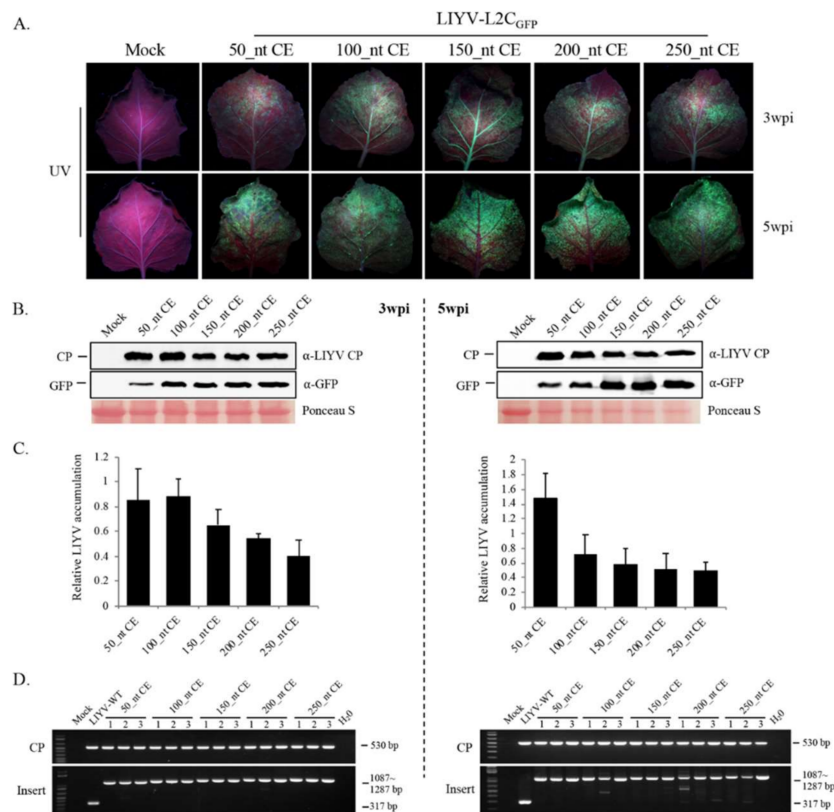 A.
LIYV-L2CGFP
Mock 50_nt CE 100_nt CE 150_nt CE 200_nt CE 250_nt CE
UV
3wpi
5wpi
B.
3wpi
5wpi
Mock 50_nt CE 100_nt CE 150_nt CE 200_nt CE 250_nt CE
CP
α-LIYV CP
GFP
α-GFP
Ponceau S
Mock 50_nt CE 100_nt CE 150_nt CE 200_nt CE 250_nt CE
CP
α-LIYV CP
GFP
α-GFP
Ponceau S
C.
Relative LIYV accumulation
1.2
1
0.8
0.6
0.4
0.2
0
50_nt CE 100_nt CE 150_nt CE 200_nt CE 250_nt CE
Relative LIYV accumulation
2
1.8
1.6
1.4
1.2
1
0.8
0.6
0.4
0.2
0
50_nt CE 100_nt CE 150_nt CE 200_nt CE 250_nt CE
D.
Mock LIYV-WT 50_nt CE 100_nt CE 150_nt CE 200_nt CE 250_nt CE H20
1 2 3 1 2 3 1 2 3 1 2 3 1 2 3
CP
530 bp
Insert
1087~
1287 bp
317 bp
Mock LIYV-WT 50_nt CE 100_nt CE 150_nt CE 200_nt CE 250_nt CE H20
1 2 3 1 2 3 1 2 3 1 2 3 1 2 3
CP
530 bp
Insert
1087~
1287 bp
317 bp